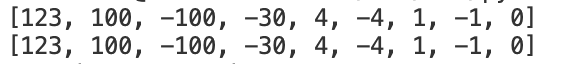 [123, 100, -100, -30, 4, -4, 1, -1, 0]
[123, 100, -100, -30, 4, -4, 1, -1, 0]